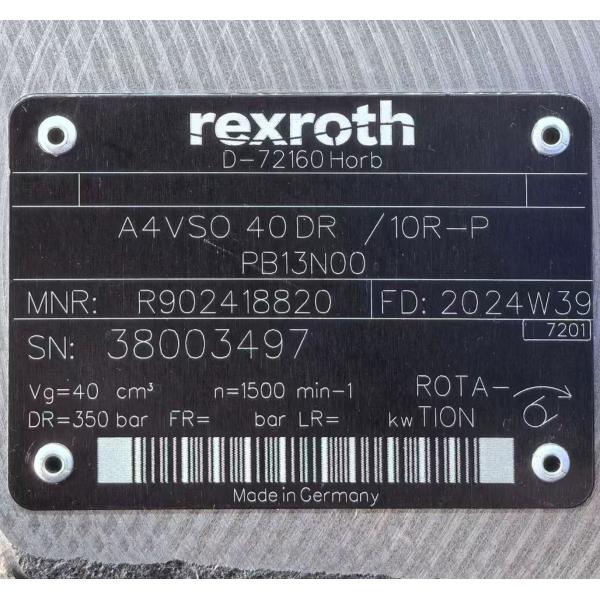 rexroth
D-72160 Horb
A4VSO 40 DR /10R-P
PB13N00
MNR: R902418820 FD: 2024W39
SN: 38003497 7201
Vg=40 cm³ n=1500 min-1 ROTA-
DR=350 bar FR= bar LR= kw TION
Made in Germany